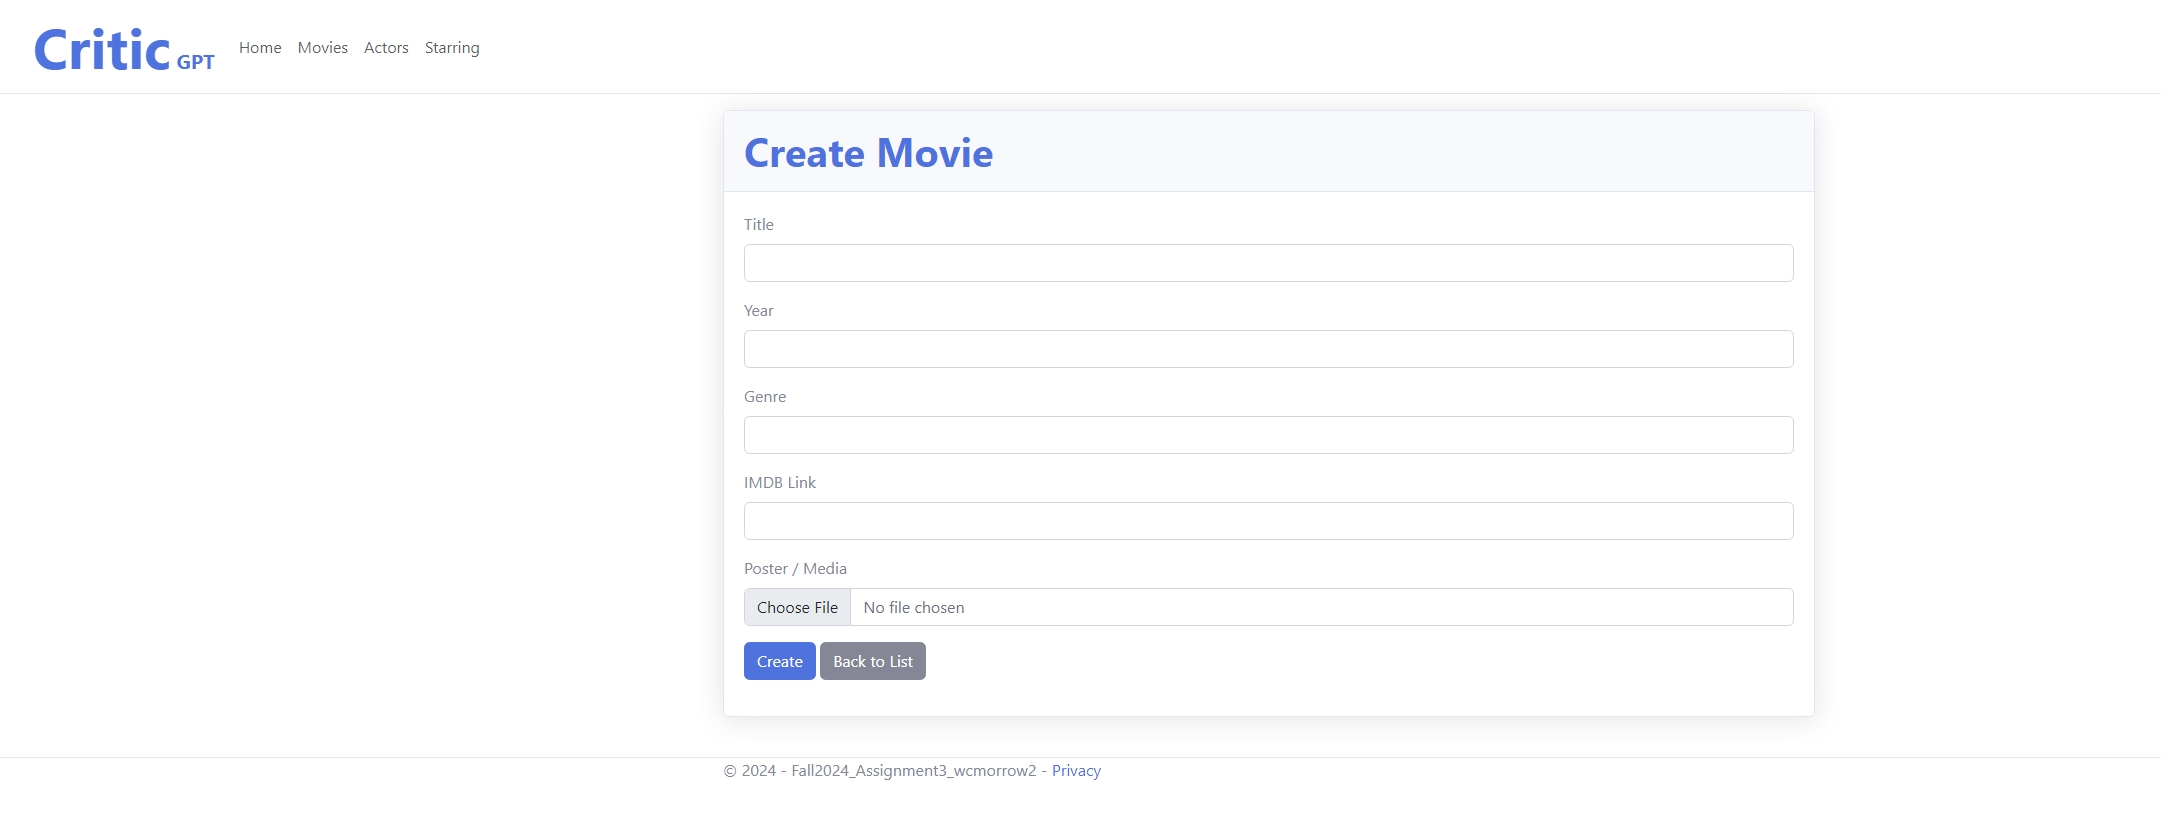 Critic GPT Home Movies Actors Starring
Create Movie
Title
Year
Genre
IMDB Link
Poster / Media
Choose File No file chosen
Create Back to List
© 2024 - Fall2024_Assignment3_wcmorrow2 - Privacy